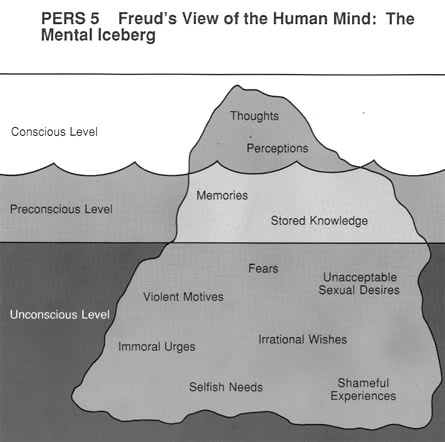 PERS 5 Freud's View of the Human Mind: The
Mental Iceberg
Thoughts
Conscious Level
Perceptions
Memories
Preconscious Level
Stored Knowledge
Fears
Unacceptable
Sexual Desires
Violent Motives
Unconscious Level
Irrational Wishes
Immoral Urges
Selfish Needs
Shameful
Experiences